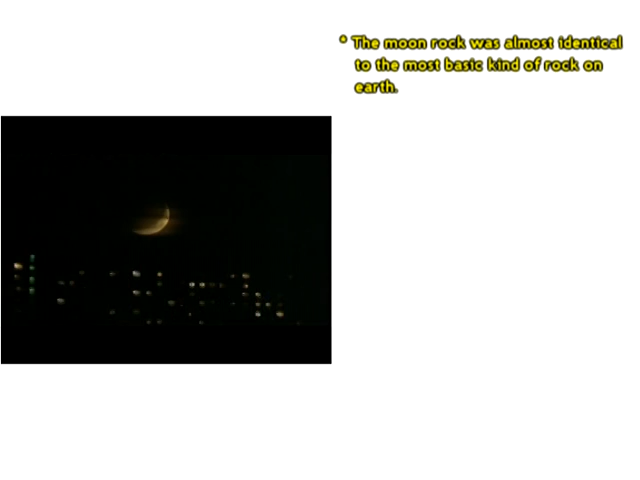 * The moon rock was almost identical
to the most basic kind of rock on
earth.